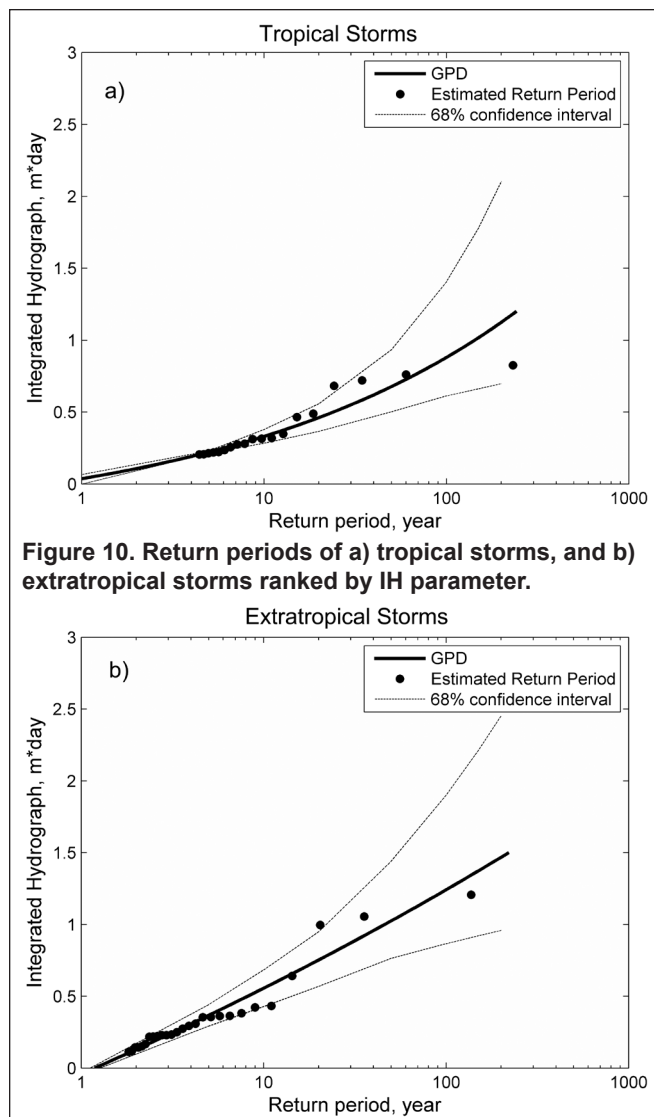 Tropical Storms
a)
GPD
Estimated Return Period
68% confidence interval
Integrated Hydrograph, m*day
3
2.5
2
1.5
1
0.5
0
1
10
100
1000
Return period, year
Figure 10. Return periods of a) tropical storms, and b)
extratropical storms ranked by IH parameter.
Extratropical Storms
b)
GPD
Estimated Return Period
68% confidence interval
Integrated Hydrograph, m*day
3
2.5
2
1.5
1
0.5
0
1
10
100
1000
Return period, year